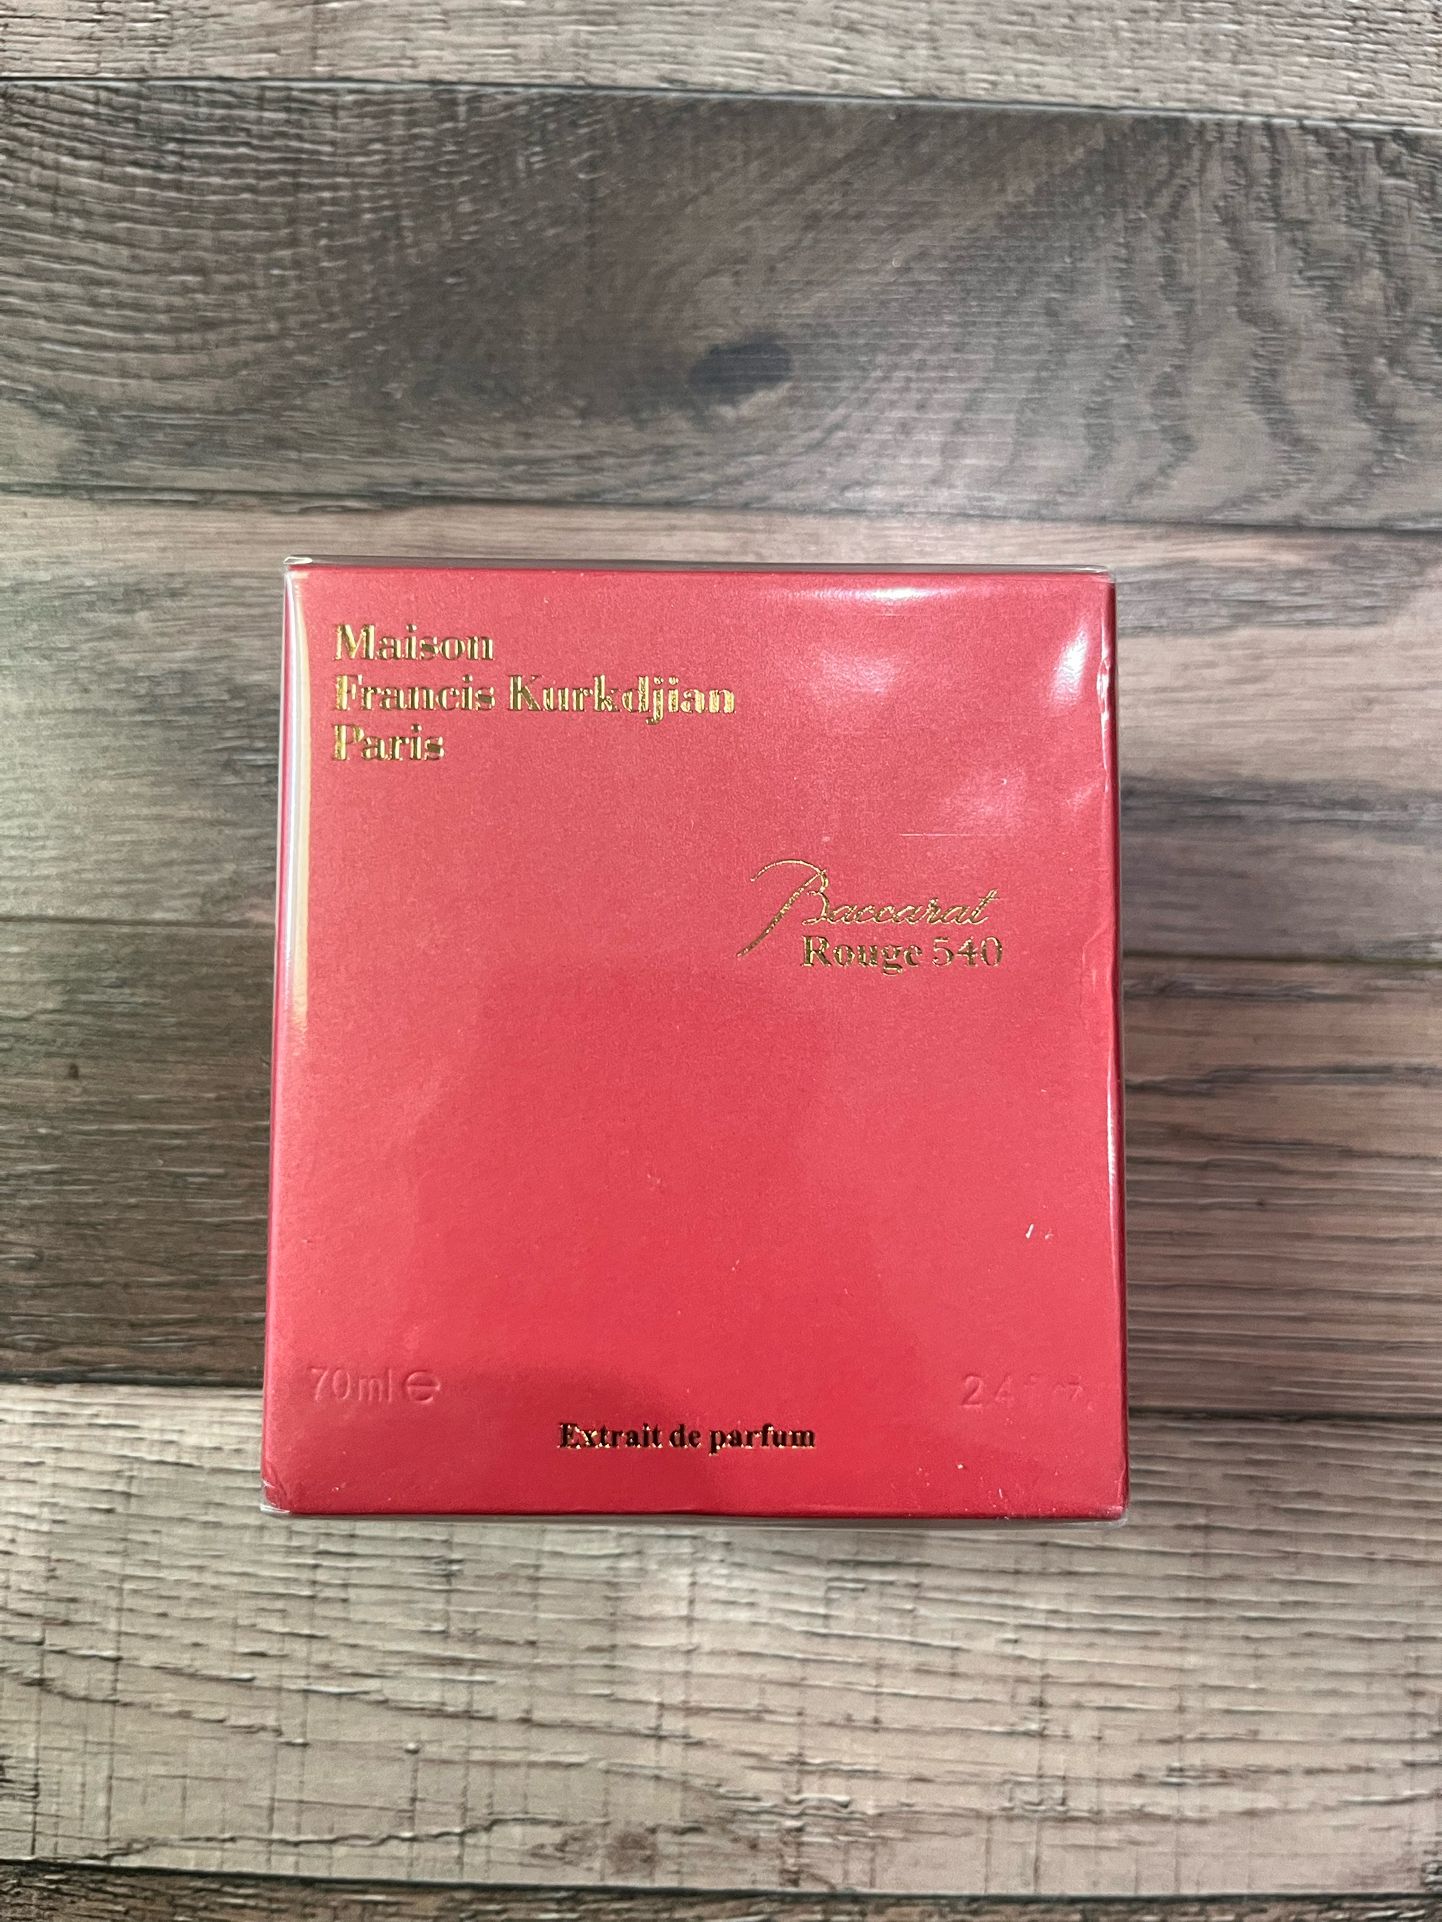 Maison
Francis Kurkdjian
Paris
Baccarat
Rouge 540
70ml ℮
Extrait de parfum